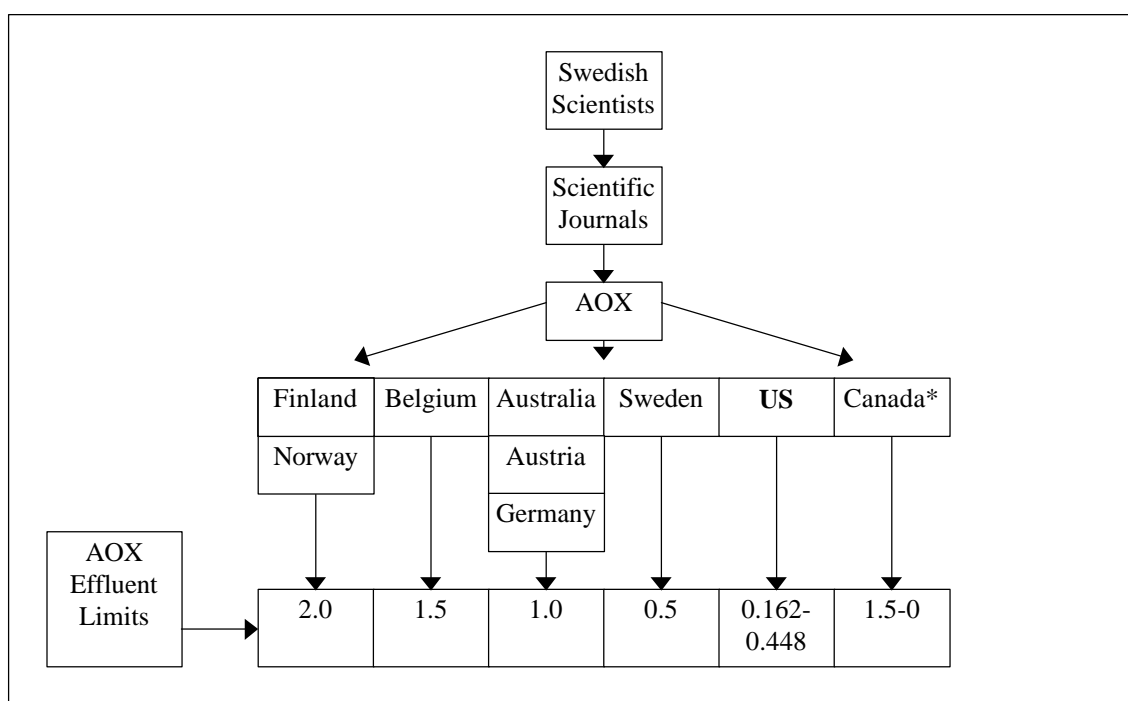 Swedish
Scientists
Scientific
Journals
AOX
Finland
Belgium
Australia
Sweden
US
Canada*
Norway
Austria
Germany
AOX
Effluent
Limits
2.0
1.5
1.0
0.5
0.162-
0.448
1.5-0